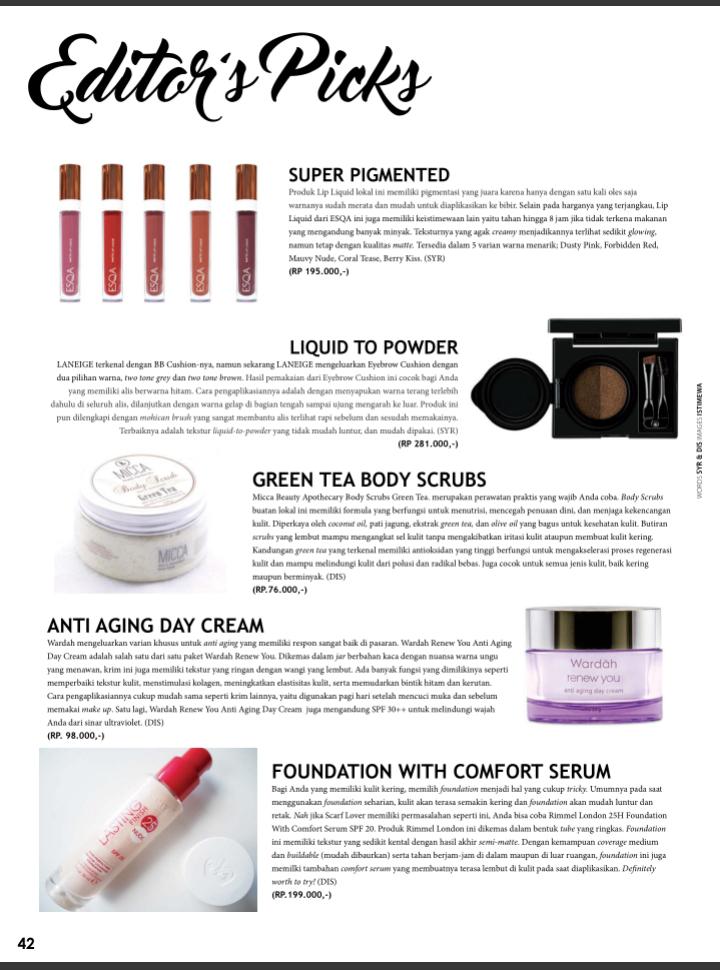 Editor's Picks
SUPER PIGMENTED
Produk Lip Liquid lokal ini memiliki pigmentasi yang juara karena hanya dengan satu kali oles saja
warnanya sudah merata dan mudah untuk diaplikasikan ke bibir. Selain pada harganya yang terjangkau, Lip
Liquid dari ESQA ini juga memiliki keistimewaan lain yaitu tahan hingga 8 jam jika tidak terkena makanan
yang mengandung banyak minyak. Teksturnya yang agak creamy menjadikannya terlihat sedikit glowing,
namun tetap dengan kualitas matte. Tersedia dalam 5 varian warna menarik; Dusty Pink, Forbidden Red,
Mauvy Nude, Coral Tease, Berry Kiss. (SYR)
(RP 195.000,-)
ESQA
ESQA
ESQA
ESQA
ESQA
LIQUID TO POWDER
LANEIGE terkenal dengan BB Cushion-nya, namun sekarang LANEIGE mengeluarkan Eyebrow Cushion dengan
dua pilihan warna, two tone grey dan two tone brown. Hasil pemakaian dari Eyebrow Cushion ini cocok bagi Anda
yang memiliki alis berwarna hitam. Cara pengaplikasiannya adalah dengan menyapukan warna terang terlebih
dahulu di seluruh alis, dilanjutkan dengan warna gelap di bagian tengah sampai ujung mengarah ke luar. Produk ini
pun dilengkapi dengan mohican brush yang sangat membantu alis terlihat rapi sebelum dan sesudah memakainya.
Terbaiknya adalah tekstur liquid-to-powder yang tidak mudah luntur, dan mudah dipakai. (SYR)
(RP 281.000,-)
WORDS SYR & DIS IMAGES ISTIMEWA
MICCA
Body Scrub
Green Tea
MICCA
GREEN TEA BODY SCRUBS
Micca Beauty Apothecary Body Scrubs Green Tea. merupakan perawatan praktis yang wajib Anda coba. Body Scrubs
buatan lokal ini memiliki formula yang berfungsi untuk menutrisi, mencegah penuaan dini, dan menjaga kekencangan
kulit. Diperkaya oleh coconut oil, pati jagung, ekstrak green tea, dan olive oil yang bagus untuk kesehatan kulit. Butiran
scrubs yang lembut mampu mengangkat sel kulit tanpa mengakibatkan iritasi kulit ataupun membuat kulit kering.
Kandungan green tea yang terkenal memiliki antioksidan yang tinggi berfungsi untuk mengakselerasi proses regenerasi
kulit dan mampu melindungi kulit dari polusi dan radikal bebas. Juga cocok untuk semua jenis kulit, baik kering
maupun berminyak. (DIS)
(RP.76.000,-)
ANTI AGING DAY CREAM
Wardah mengeluarkan varian khusus untuk anti aging yang memiliki respon sangat baik di pasaran. Wardah Renew You Anti Aging
Day Cream adalah salah satu dari satu paket Wardah Renew You. Dikemas dalam jar berbahan kaca dengan nuansa warna ungu
yang menawan, krim ini juga memiliki tekstur yang ringan dengan wangi yang lembut. Ada banyak fungsi yang dimilikinya seperti
memperbaiki tekstur kulit, menstimulasi kolagen, meningkatkan elastisitas kulit, serta memudarkan bintik hitam dan kerutan.
Cara pengaplikasiannya cukup mudah sama seperti krim lainnya, yaitu digunakan pagi hari setelah mencuci muka dan sebelum
memakai make up. Satu lagi, Wardah Renew You Anti Aging Day Cream juga mengandung SPF 30++ untuk melindungi wajah
Anda dari sinar ultraviolet. (DIS)
(RP. 98.000,-)
Wardah
renew you
anti aging day cream
FOUNDATION WITH COMFORT SERUM
Bagi Anda yang memiliki kulit kering, memilih foundation menjadi hal yang cukup tricky. Umumnya pada saat
menggunakan foundation seharian, kulit akan terasa semakin kering dan foundation akan mudah luntur dan
retak. Nah jika Scarf Lover memiliki permasalahan seperti ini, Anda bisa coba Rimmel London 25H Foundation
With Comfort Serum SPF 20. Produk Rimmel London ini dikemas dalam bentuk tube yang ringkas. Foundation
ini memiliki tekstur yang sedikit kental dengan hasil akhir semi-matte. Dengan kemampuan coverage medium
dan buildable (mudah dibaurkan) serta tahan berjam-jam di dalam maupun di luar ruangan, foundation ini juga
memilki tambahan comfort serum yang membuatnya terasa lembut di kulit pada saat diaplikasikan. Definitely
worth to try! (DIS)
(RP.199.000,-)
LASTING
25
NUDE
42